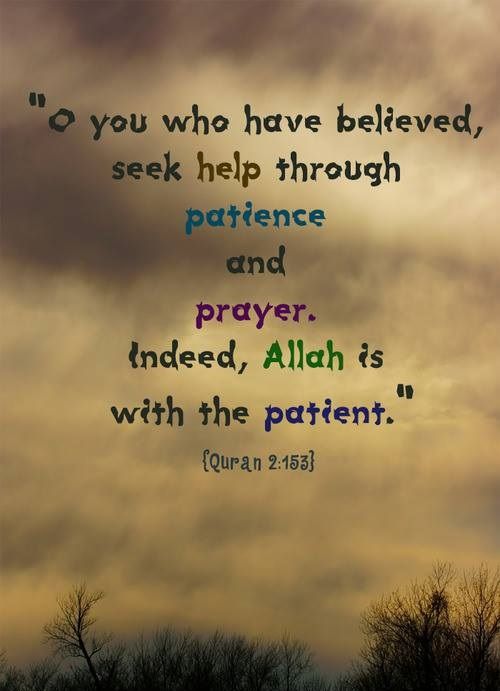 "O you who have believed,
seek help through
patience
and
prayer.
Indeed, Allah is
with the patient."
{Quran 2:153}